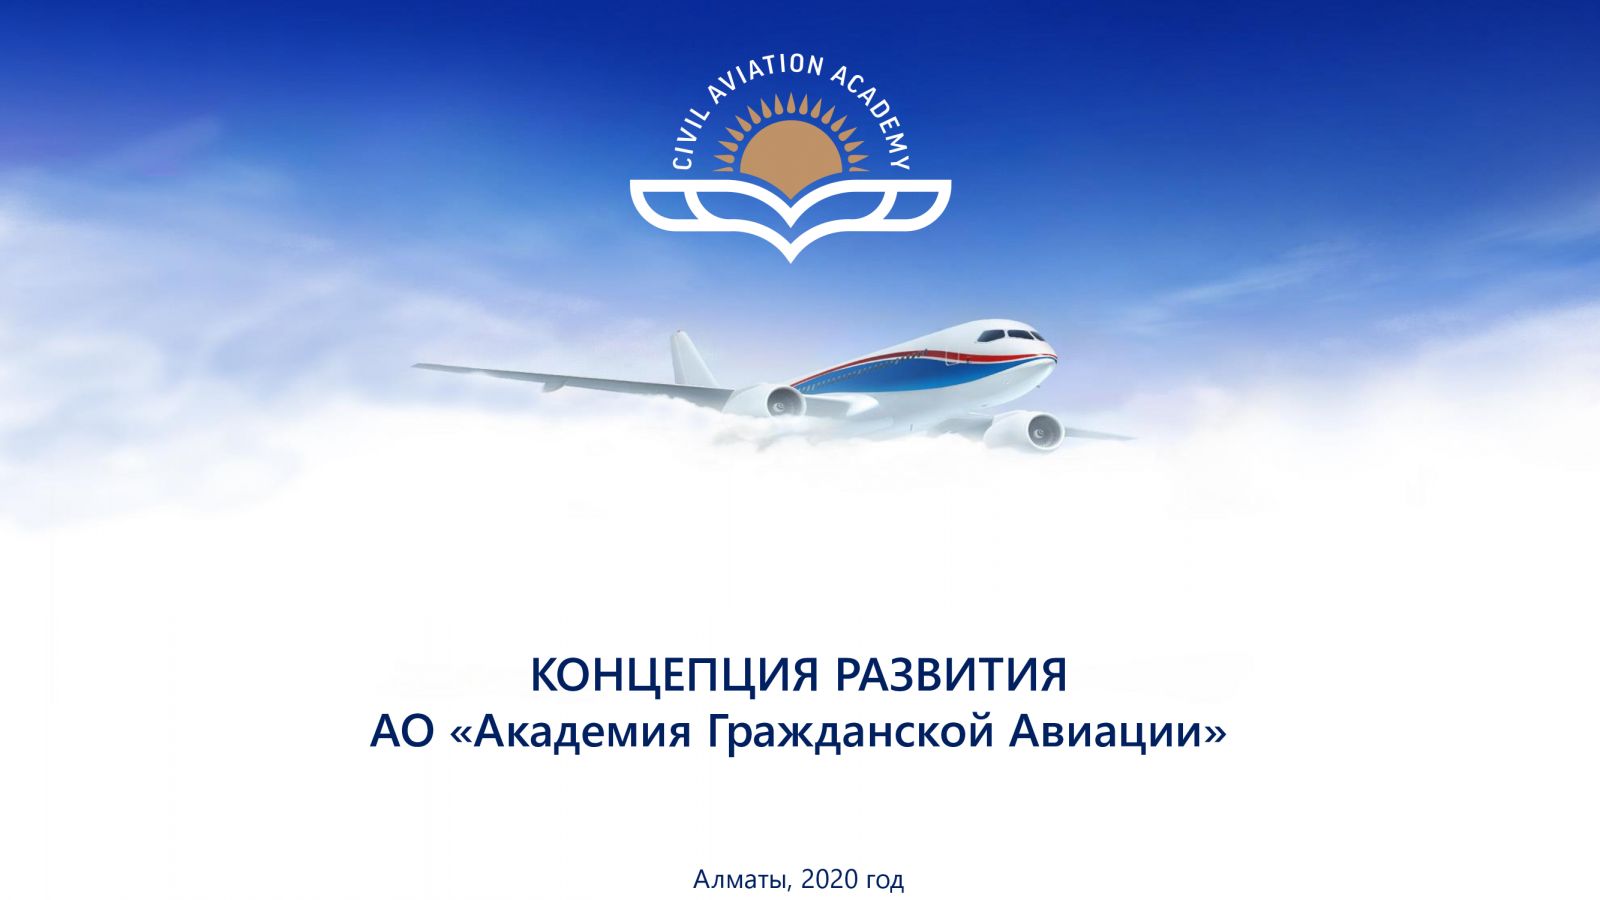 CIVIL AVIATION ACADEMY
КОНЦЕПЦИЯ РАЗВИТИЯ
АО «Академия Гражданской Авиации»
Алматы, 2020 год